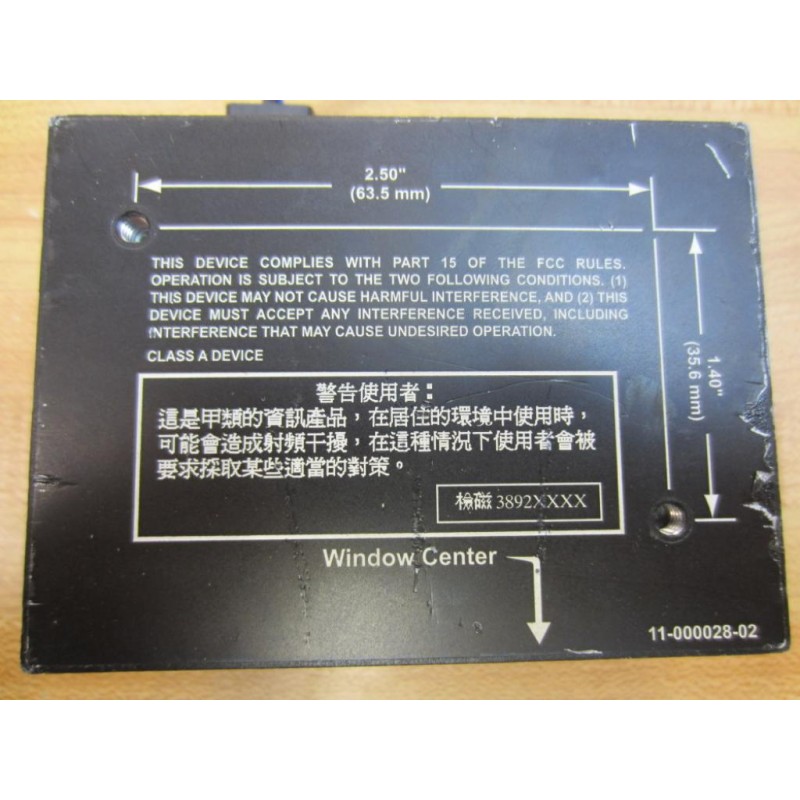 2.50"
(63.5 mm)
THIS DEVICE COMPLIES WITH PART 15 OF THE FCC RULES.
OPERATION IS SUBJECT TO THE TWO FOLLOWING CONDITIONS. (1)
THIS DEVICE MAY NOT CAUSE HARMFUL INTERFERENCE, AND (2) THIS
DEVICE MUST ACCEPT ANY INTERFERENCE RECEIVED, INCLUDING
INTERFERENCE THAT MAY CAUSE UNDESIRED OPERATION.
CLASS A DEVICE
1.40"
(35.6 mm)
警告使用者：
這是甲類的資訊產品，在居住的環境中使用時，
可能會造成射頻干擾，在這種情況下使用者會被
要求採取某些適當的對策。
檢磁 3892XXXX
Window Center
11-000028-02